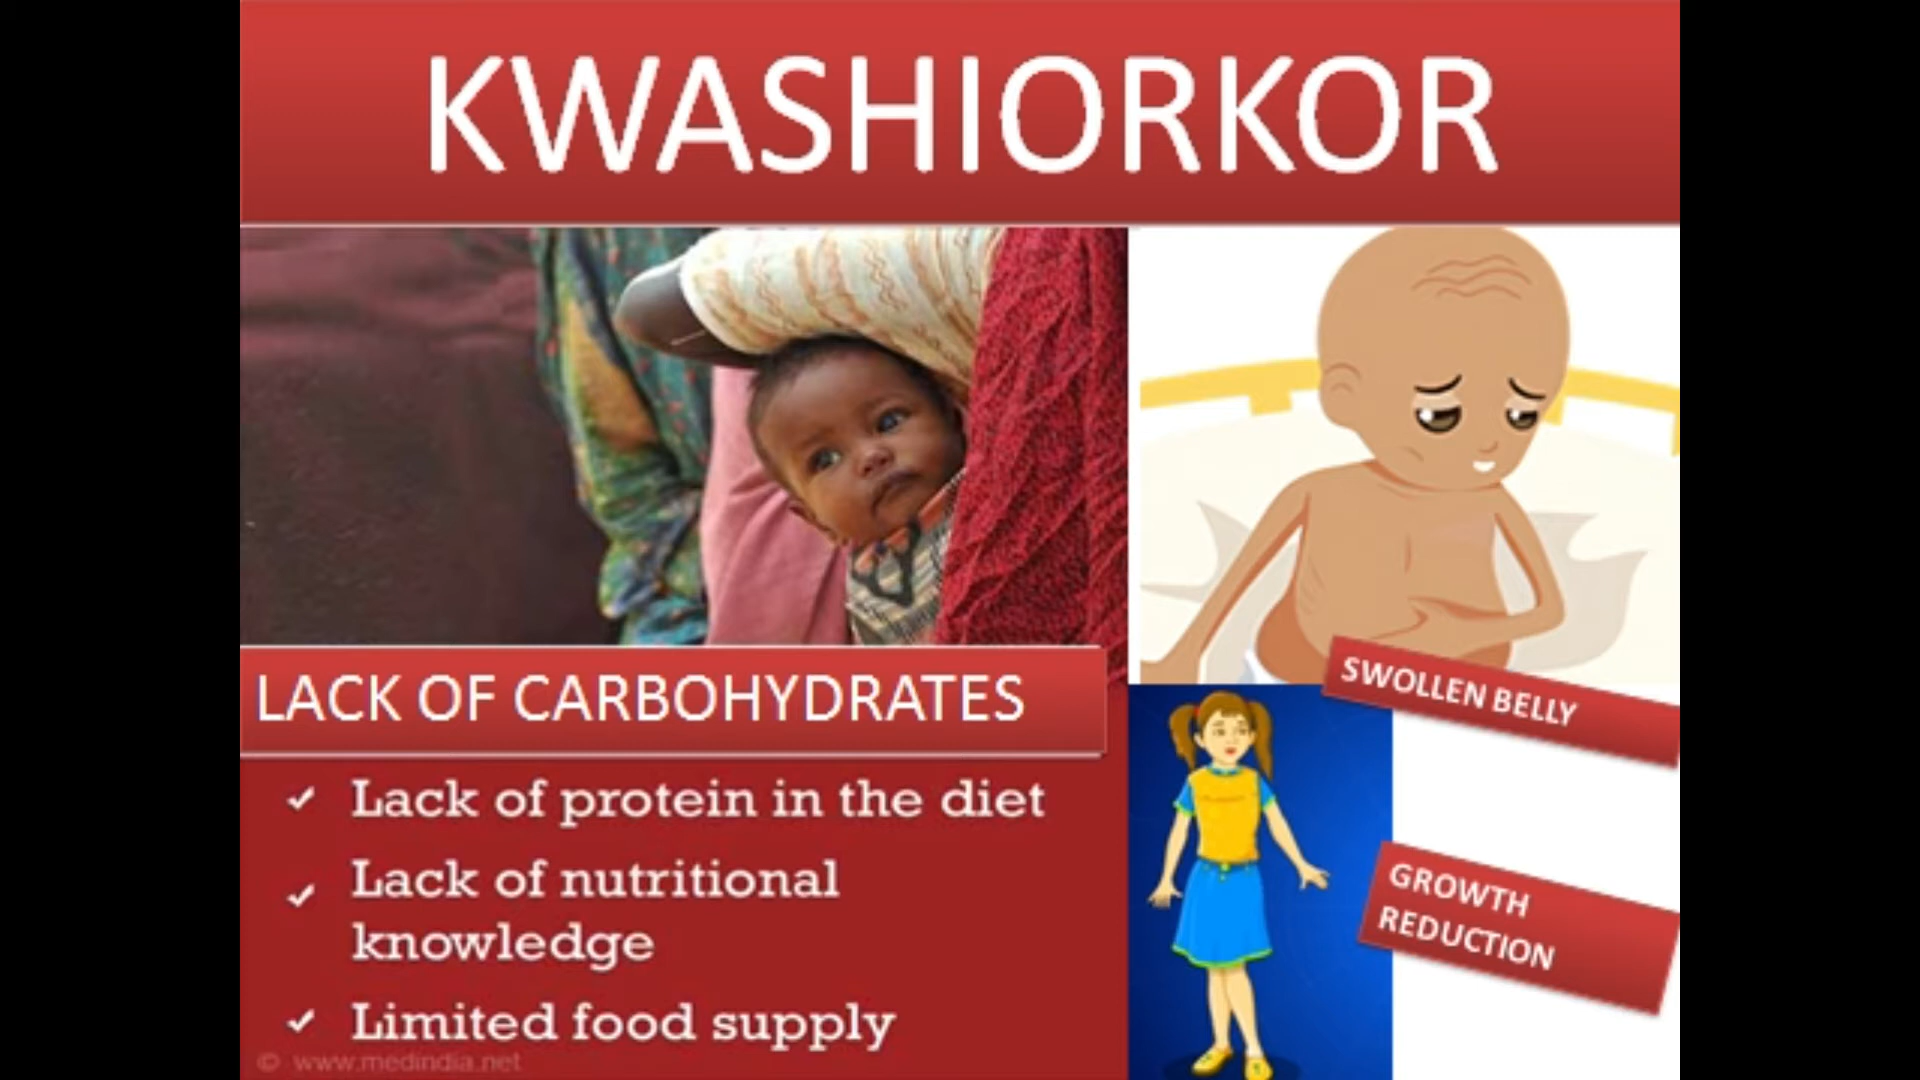 KWASHIORKOR
LACK OF CARBOHYDRATES
Lack of protein in the diet
Lack of nutritional
knowledge
Limited food supply
© www.medindia.net
SWOLLEN BELLY
GROWTH
REDUCTION